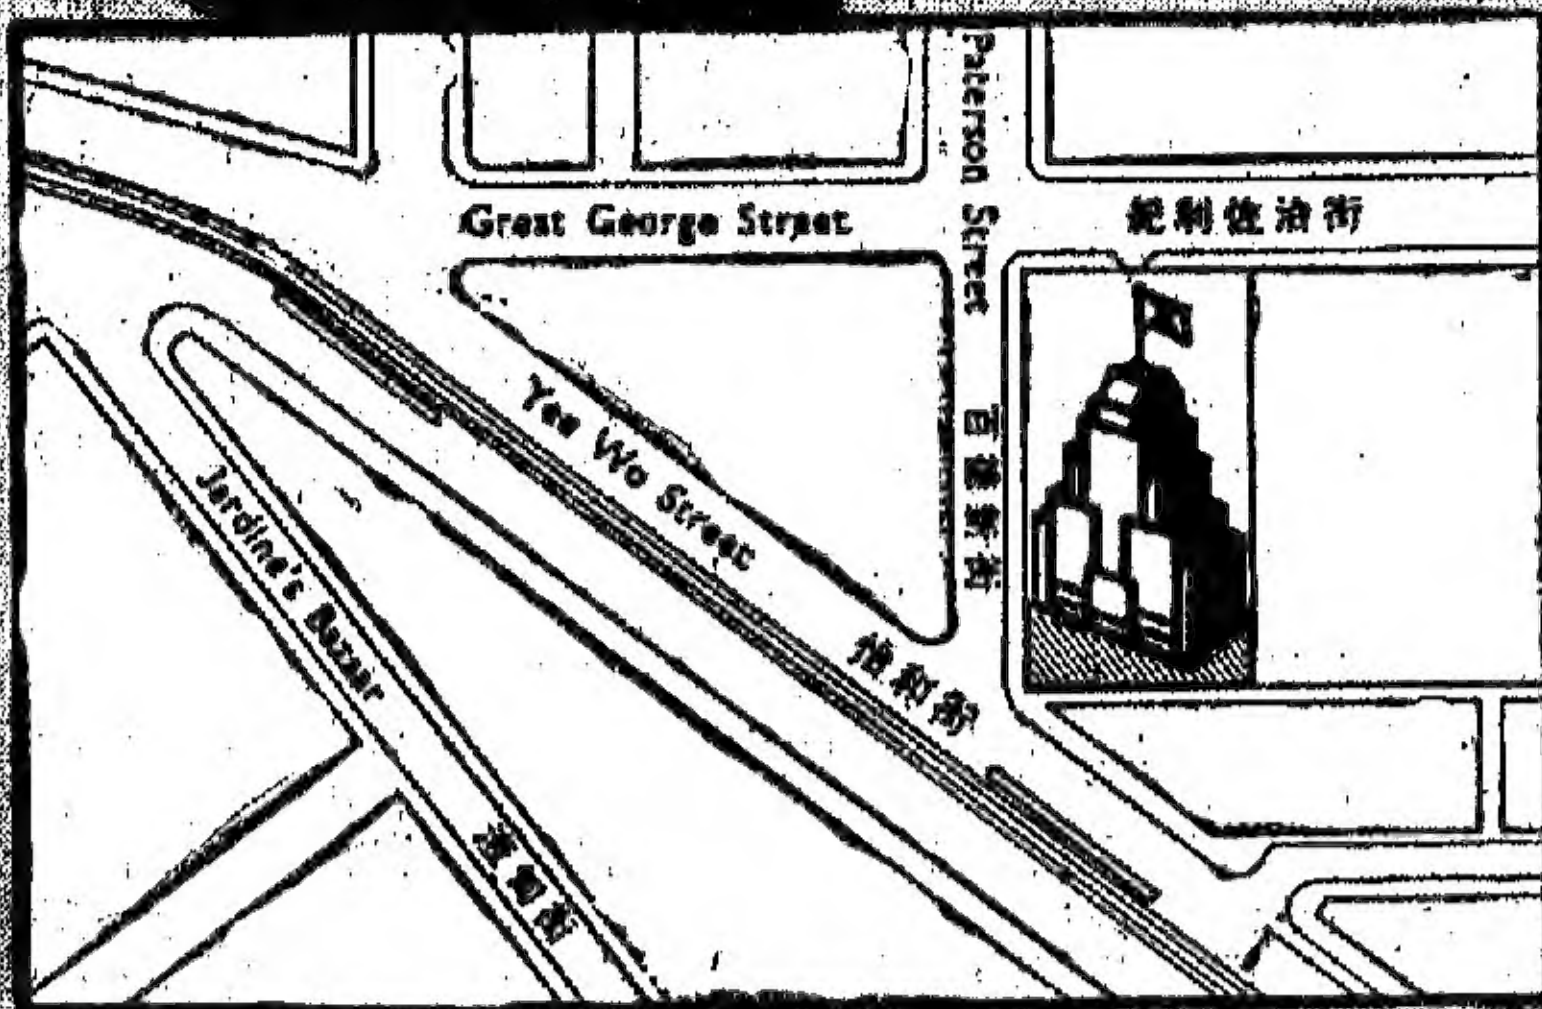 Paterson Street 百德新街
Great George Street
紀利佐治街
Yee Wo Street
怡和街
Jardine's Bazaar
渣甸街